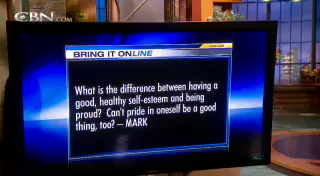 CBN.com
BRING IT ONLINE
What is the difference between having a
good, healthy self-esteem and being
proud? Can't pride in oneself be a good
thing, too? – MARK